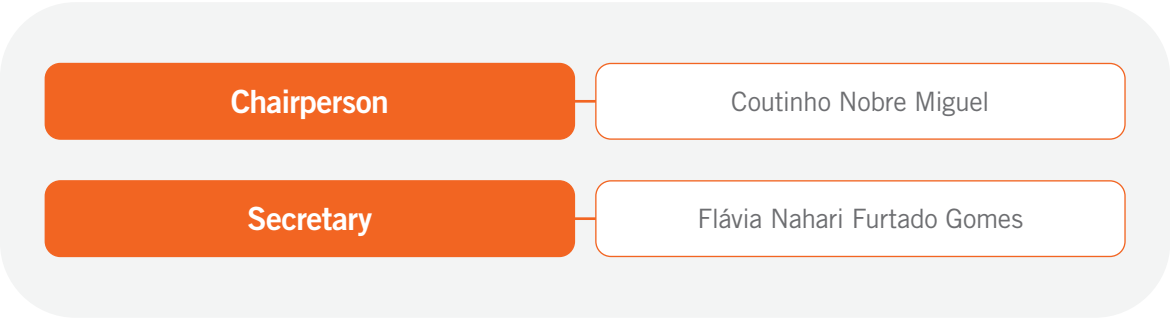 Chairperson
Coutinho Nobre Miguel
Secretary
Flávia Nahari Furtado Gomes